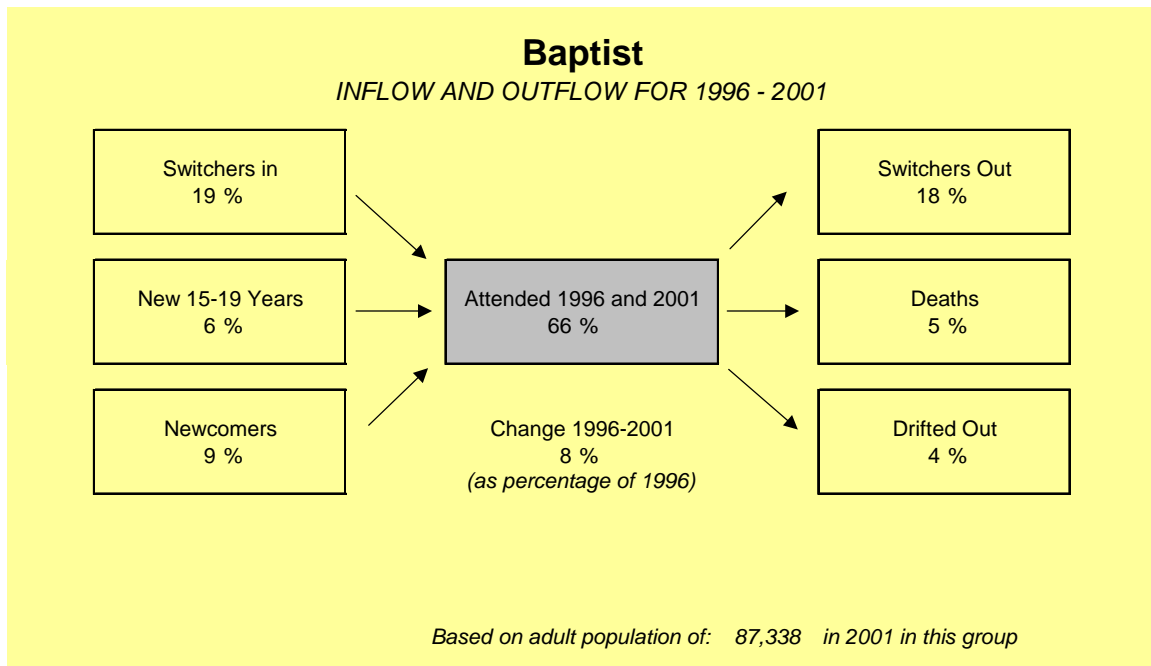 Baptist
INFLOW AND OUTFLOW FOR 1996 - 2001
Switchers in
19 %
Switchers Out
18 %
New 15-19 Years
6 %
Attended 1996 and 2001
66 %
Deaths
5 %
Newcomers
9 %
Change 1996-2001
8 %
(as percentage of 1996)
Drifted Out
4 %
Based on adult population of: 87,338 in 2001 in this group